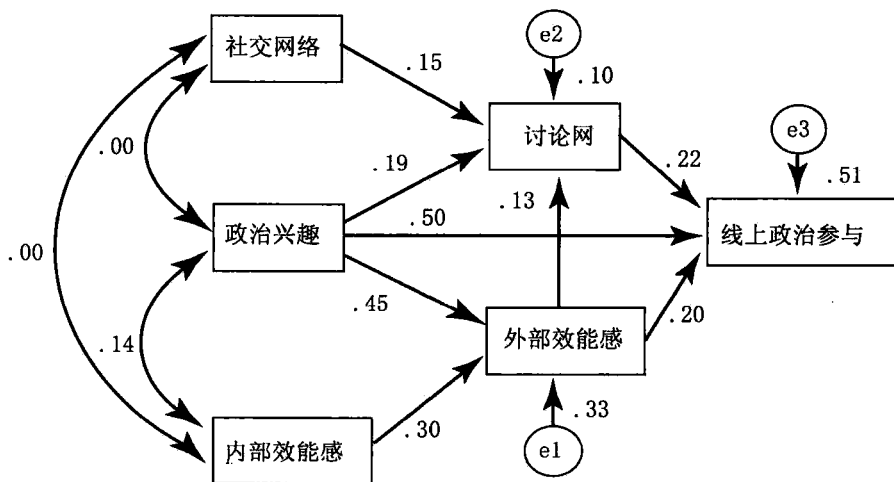 社交网络
e2
.15
.10
.00
讨论网
e3
.19
.22
.51
.13
政治兴趣
.50
线上政治参与
.00
.45
.20
.14
外部效能感
.30
.33
内部效能感
e1